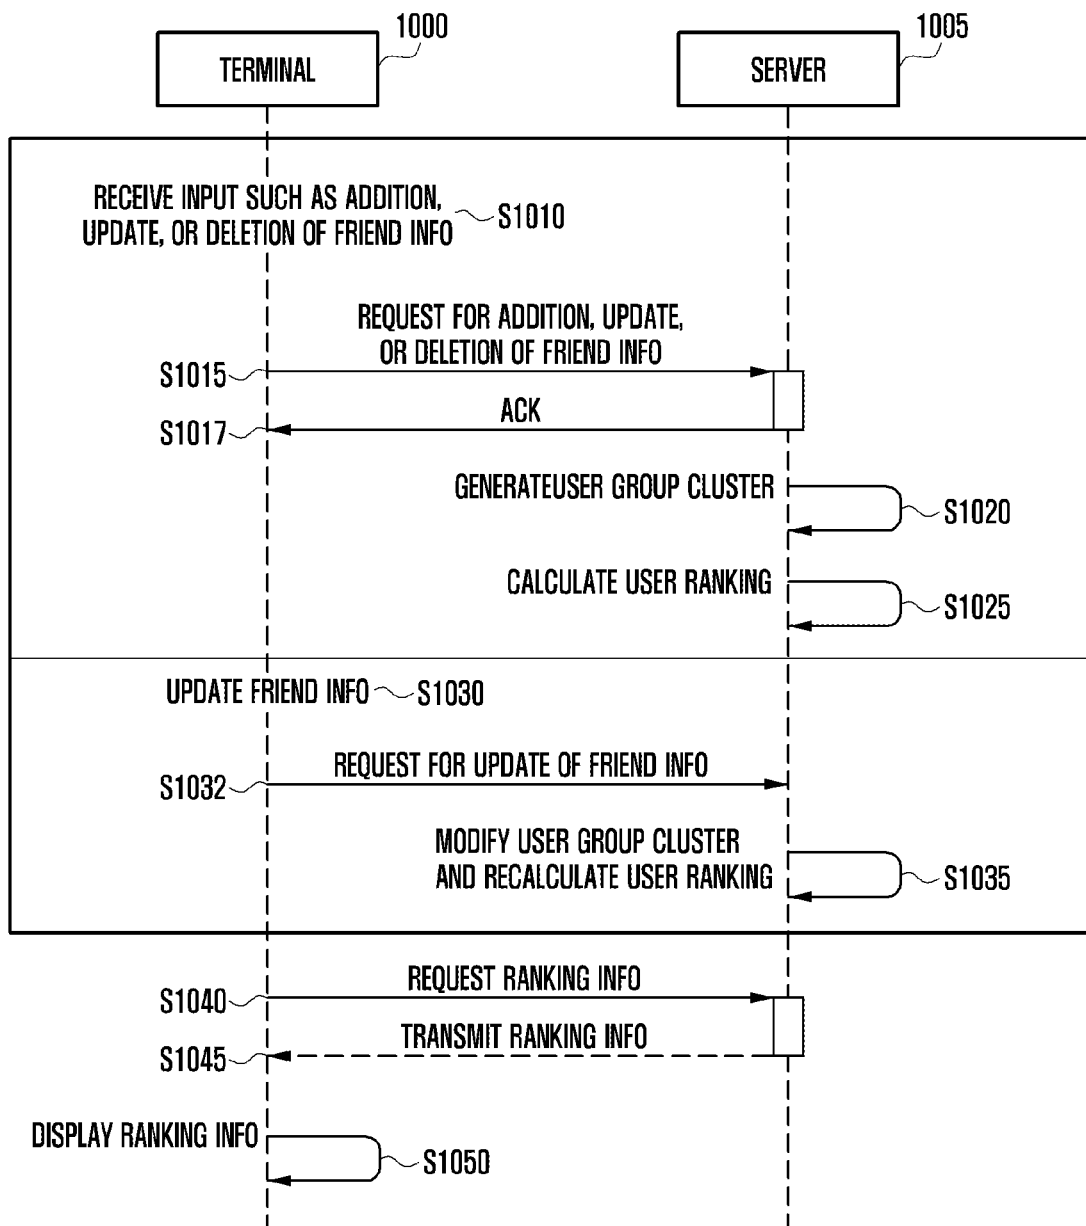 1000
1005
TERMINAL
SERVER
RECEIVE INPUT SUCH AS ADDITION,
UPDATE, OR DELETION OF FRIEND INFO
S1010
REQUEST FOR ADDITION, UPDATE,
OR DELETION OF FRIEND INFO
S1015
ACK
S1017
GENERATEUSER GROUP CLUSTER
S1020
CALCULATE USER RANKING
S1025
UPDATE FRIEND INFO
S1030
REQUEST FOR UPDATE OF FRIEND INFO
S1032
MODIFY USER GROUP CLUSTER
AND RECALCULATE USER RANKING
S1035
REQUEST RANKING INFO
S1040
TRANSMIT RANKING INFO
S1045
DISPLAY RANKING INFO
S1050